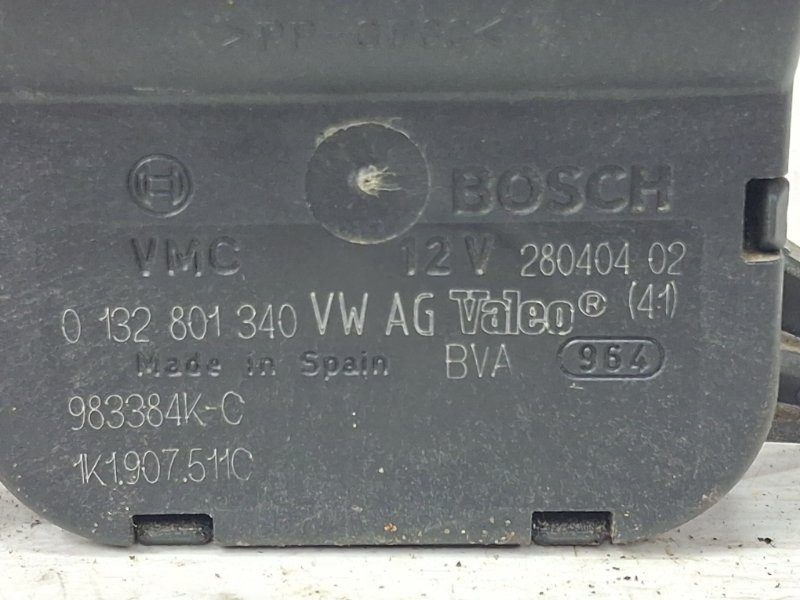 BOSCH
VMC 12V 280404 02
0 132 801 340 VW AG Valeo® (41)
Made in Spain BVA 964
983384K-C
1K1.907.511C